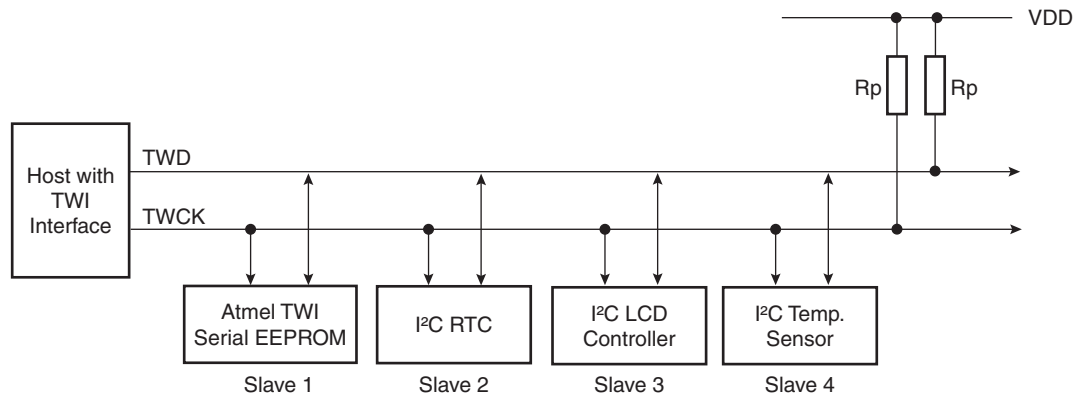 VDD
Rp
Rp
Host with
TWI
Interface
TWD
TWCK
Atmel TWI
Serial EEPROM
I²C RTC
I²C LCD
Controller
I²C Temp.
Sensor
Slave 1
Slave 2
Slave 3
Slave 4